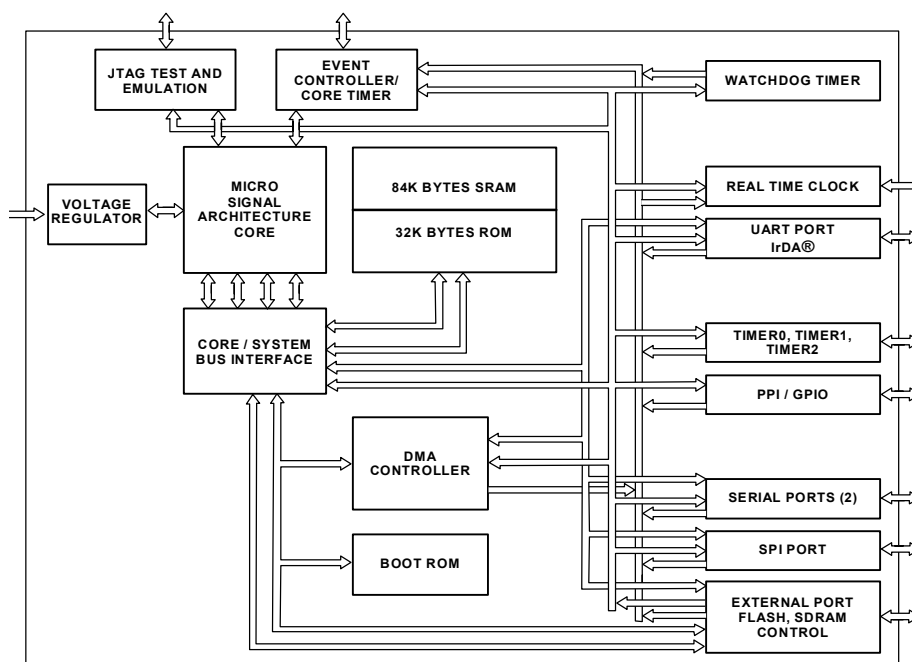 JTAG TEST AND
EMULATION
EVENT
CONTROLLER/
CORE TIMER
WATCHDOG TIMER
VOLTAGE
REGULATOR
MICRO
SIGNAL
ARCHITECTURE
CORE
84K BYTES SRAM
32K BYTES ROM
REAL TIME CLOCK
UART PORT
IrDA®
CORE / SYSTEM
BUS INTERFACE
TIMER0, TIMER1,
TIMER2
PPI / GPIO
DMA
CONTROLLER
SERIAL PORTS (2)
BOOT ROM
SPI PORT
EXTERNAL PORT
FLASH, SDRAM
CONTROL